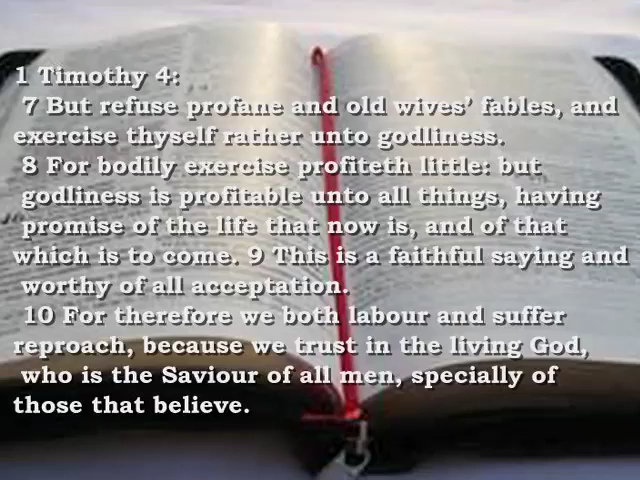 1 Timothy 4:
7 But refuse profane and old wives' fables, and
exercise thyself rather unto godliness.
8 For bodily exercise profiteth little: but
godliness is profitable unto all things, having
promise of the life that now is, and of that
which is to come. 9 This is a faithful saying and
worthy of all acceptation.
10 For therefore we both labour and suffer
reproach, because we trust in the living God,
who is the Saviour of all men, specially of
those that believe.